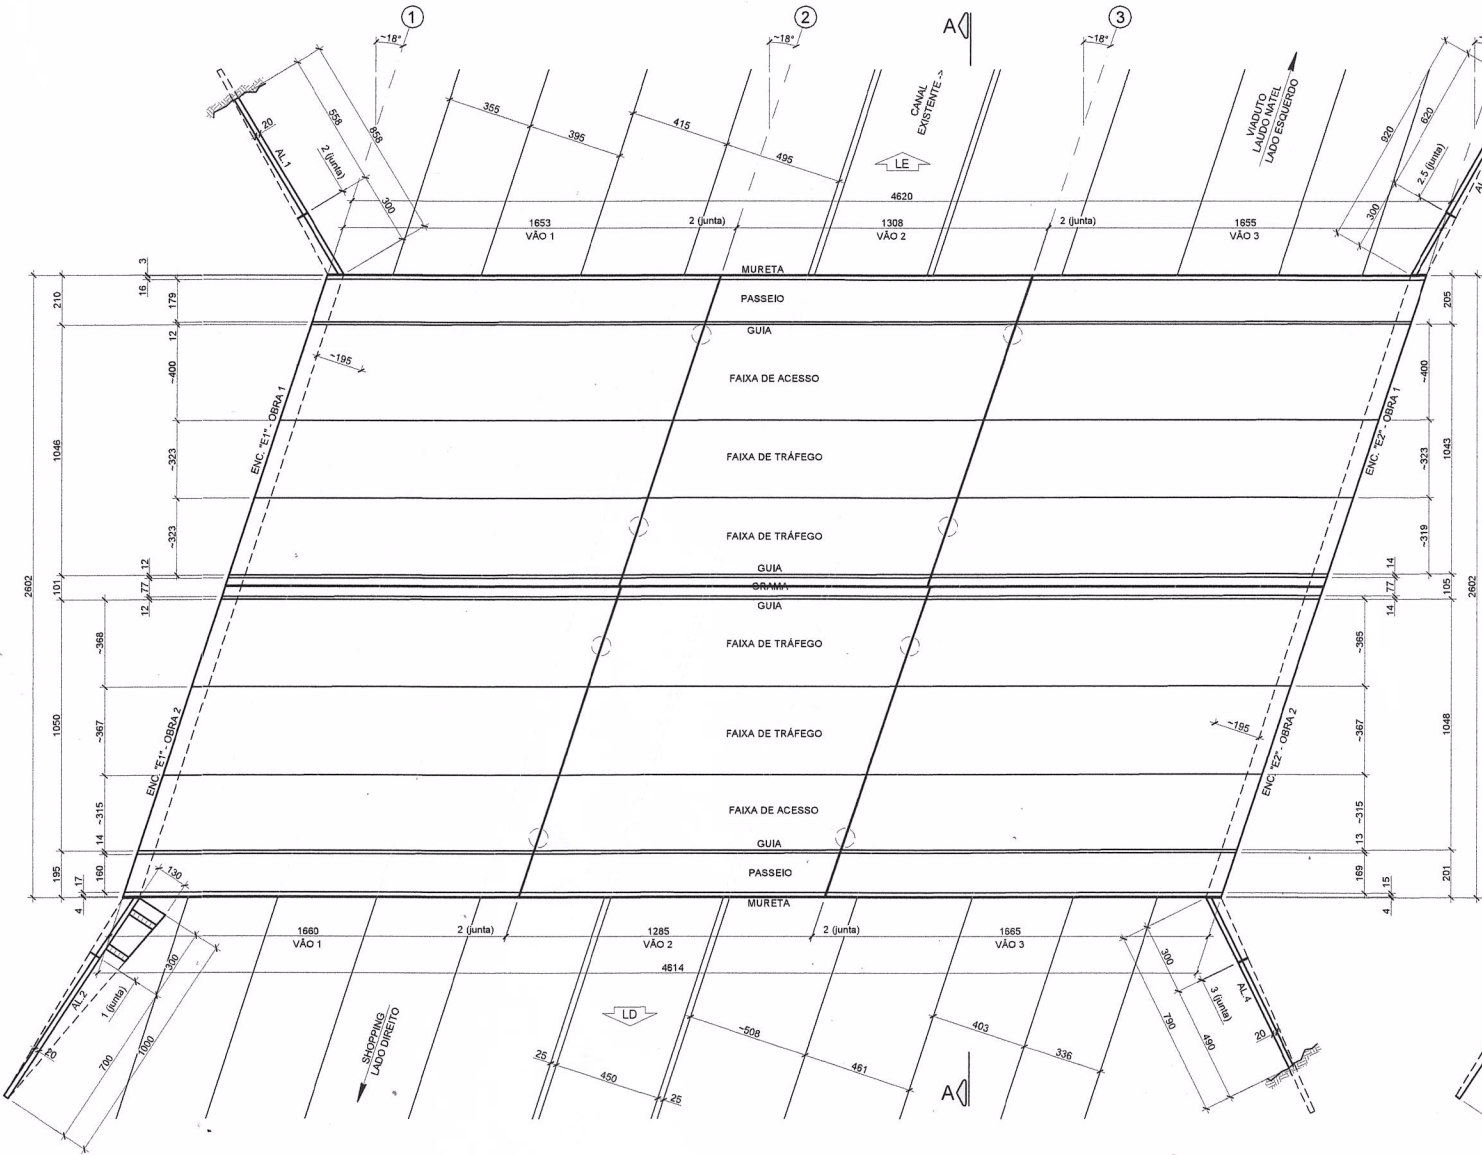 1
2
3
A
~18°
~18°
~18°
20
AL.1
558
858
2 (junta)
300
355
395
415
495
CANAL
EXISTENTE ->
LE
VIADUTO
LAUDO NATEL
LADO ESQUERDO
920
620
2.5 (junta)
300
4620
1653
VÃO 1
2 (junta)
1308
VÃO 2
2 (junta)
1655
VÃO 3
MURETA
3
16
210
179
PASSEIO
205
12
GUIA
~195
~400
FAIXA DE ACESSO
~400
ENC. "E1" - OBRA 1
ENC. "E2" - OBRA 1
1046
~323
FAIXA DE TRÁFEGO
~323
1043
~323
FAIXA DE TRÁFEGO
~319
12
GUIA
14
2602
101
77
GRAMA
77
105
2602
12
GUIA
14
~368
FAIXA DE TRÁFEGO
~365
1050
~367
FAIXA DE TRÁFEGO
~367
1048
~195
ENC. "E1" - OBRA 2
ENC. "E2" - OBRA 2
~315
FAIXA DE ACESSO
~315
14
GUIA
13
195
160
PASSEIO
169
201
17
15
4
MURETA
4
130
1660
VÃO 1
2 (junta)
1285
VÃO 2
2 (junta)
1665
VÃO 3
4614
300
AL.2
1 (junta)
700
1000
20
SHOPPING
LADO DIREITO
LD
25
450
25
~508
461
403
336
300
3 (junta)
AL.4
790
490
20
A